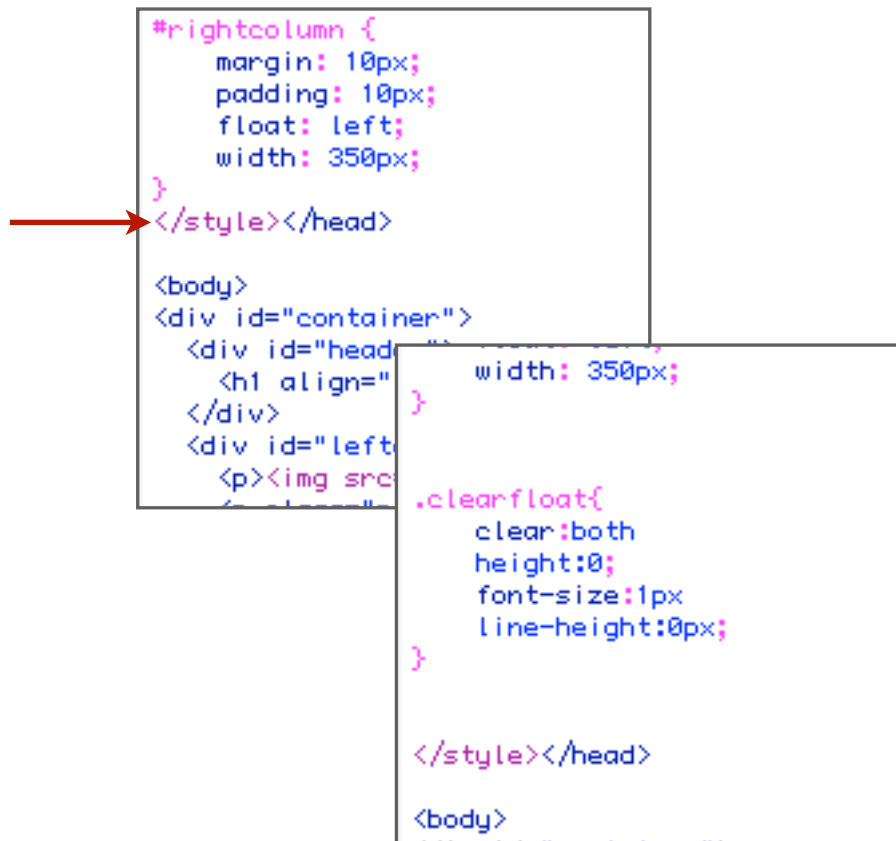 #rightcolumn {
margin: 10px;
padding: 10px;
float: left;
width: 350px;
}
</style></head>
<body>
<div id="container">
<div id="head
<h1 align="
</div>
<div id="left
<p><img src
width: 350px;
}
.clearfloat{
clear:both
height:0;
font-size:1px
line-height:0px;
}
</style></head>
<body>